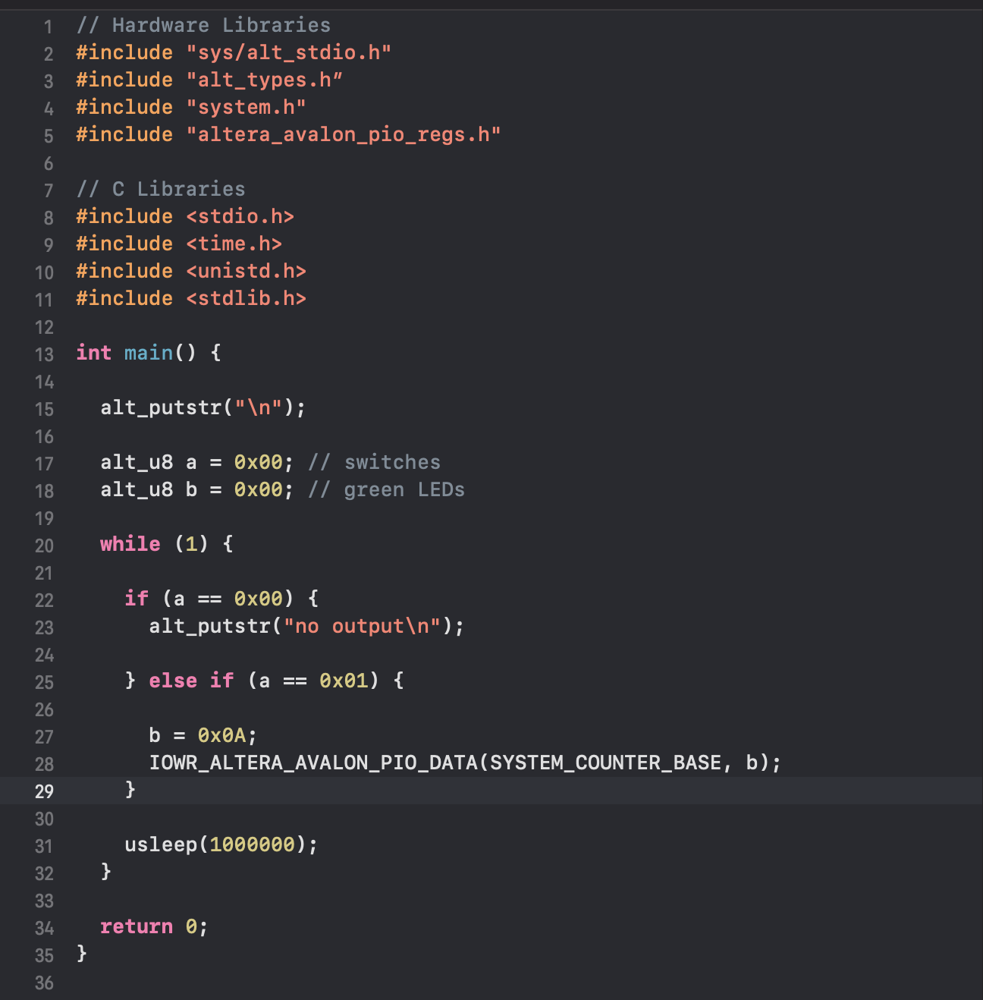 1 // Hardware Libraries
2 #include "sys/alt_stdio.h"
3 #include "alt_types.h”
4 #include "system.h"
5 #include "altera_avalon_pio_regs.h"
6
7 // C Libraries
8 #include <stdio.h>
9 #include <time.h>
10 #include <unistd.h>
11 #include <stdlib.h>
12
13 int main() {
14
15   alt_putstr("\n");
16
17   alt_u8 a = 0x00; // switches
18   alt_u8 b = 0x00; // green LEDs
19
20   while (1) {
21
22     if (a == 0x00) {
23       alt_putstr("no output\n");
24
25     } else if (a == 0x01) {
26
27       b = 0x0A;
28       IOWR_ALTERA_AVALON_PIO_DATA(SYSTEM_COUNTER_BASE, b);
29     }
30
31     usleep(1000000);
32   }
33
34   return 0;
35 }
36